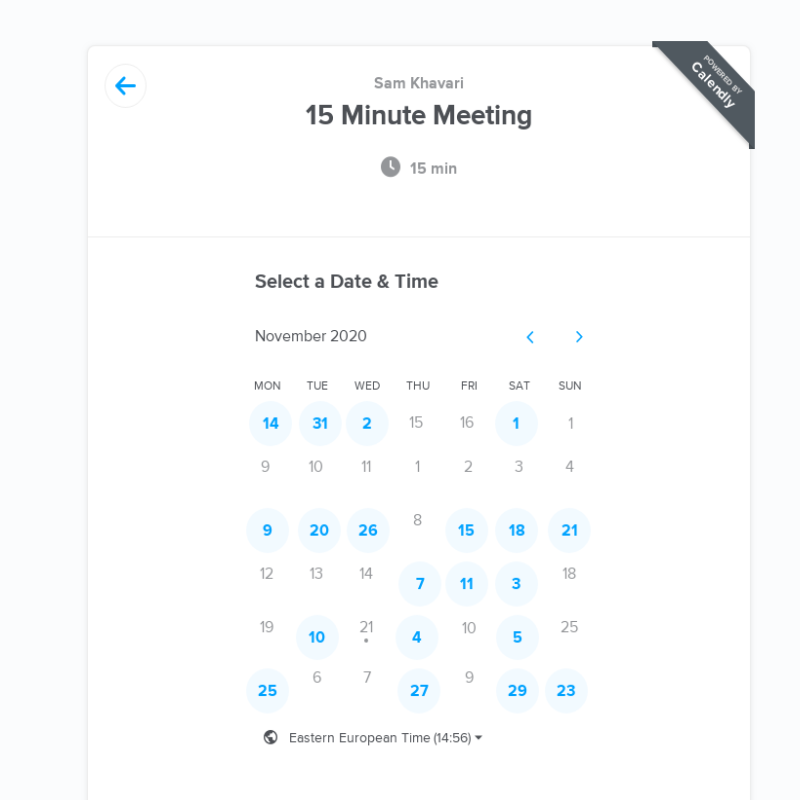 Sam Khavari
15 Minute Meeting
POWERED BY
Calendly
15 min
Select a Date & Time
November 2020
MON TUE WED THU FRI SAT SUN
14 31 2 15 16 1 1
9 10 11 1 2 3 4
9 20 26 8 15 18 21
12 13 14 7 11 3 18
19 10 21 4 10 5 25
25 6 7 27 9 29 23
Eastern European Time (14:56)